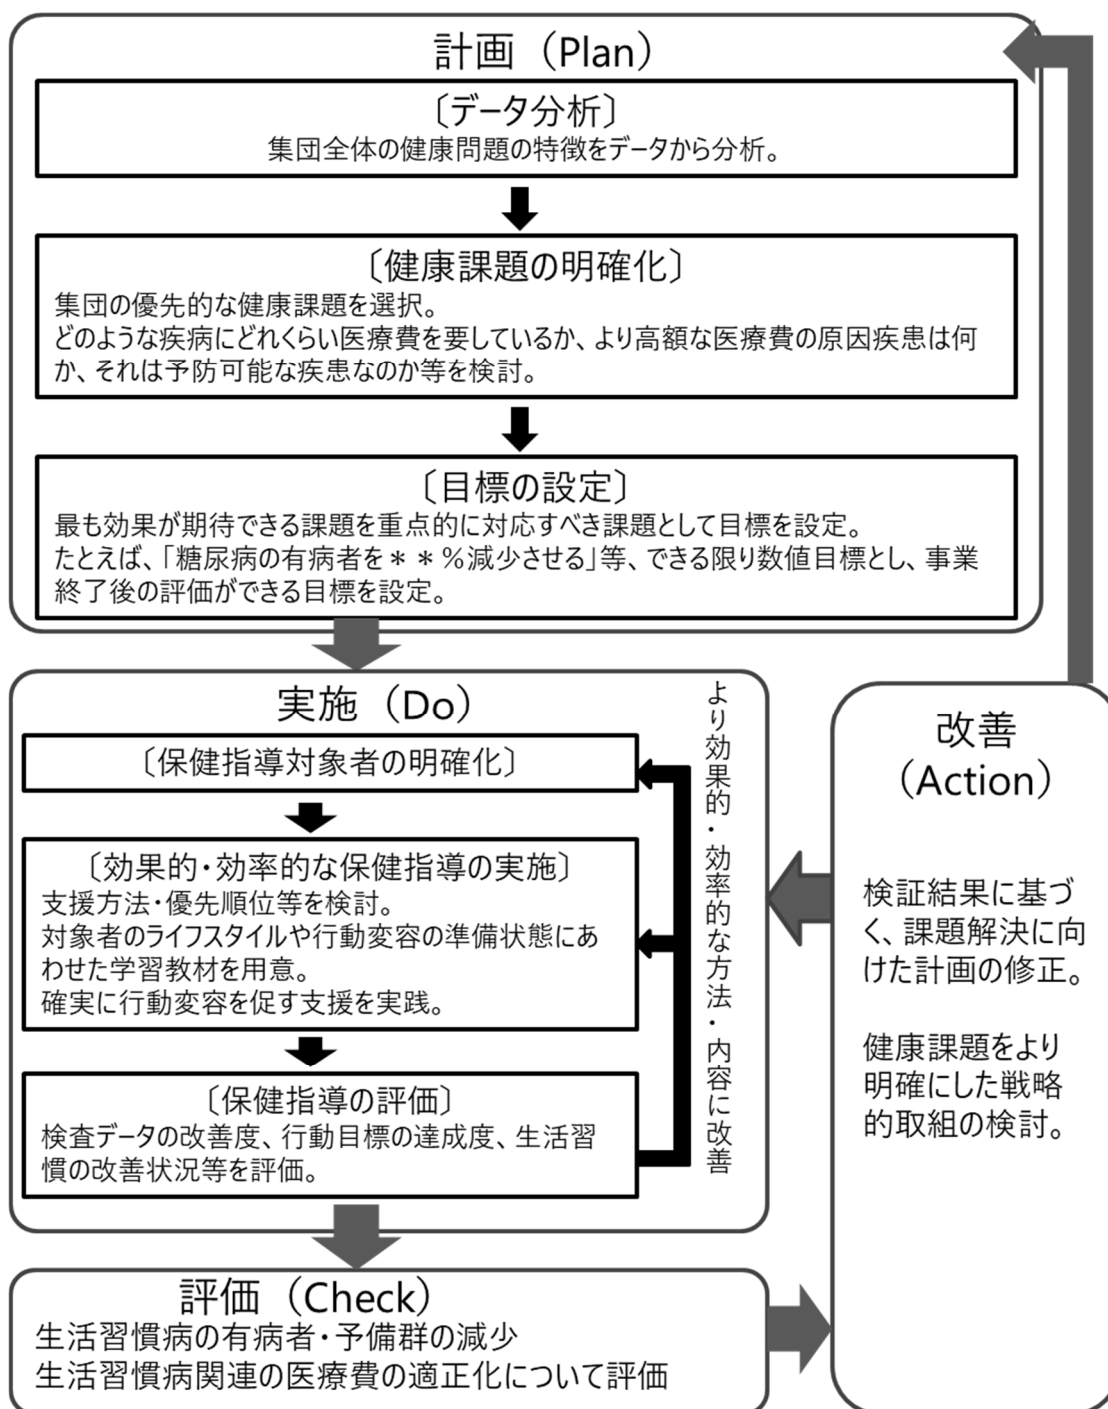 計画（Plan）
〔データ分析〕
集団全体の健康問題の特徴をデータから分析。
〔健康課題の明確化〕
集団の優先的な健康課題を選択。
どのような疾病にどれくらい医療費を要しているか、より高額な医療費の原因疾患は何
か、それは予防可能な疾患なのか等を検討。
〔目標の設定〕
最も効果が期待できる課題を重点的に対応すべき課題として目標を設定。
たとえば、「糖尿病の有病者を＊＊％減少させる」等、できる限り数値目標とし、事業
終了後の評価ができる目標を設定。
実施（Do）
〔保健指導対象者の明確化〕
〔効果的・効率的な保健指導の実施〕
支援方法・優先順位等を検討。
対象者のライフスタイルや行動変容の準備状態にあ
わせた学習教材を用意。
確実に行動変容を促す支援を実践。
〔保健指導の評価〕
検査データの改善度、行動目標の達成度、生活習
慣の改善状況等を評価。
より効果的・効率的な方法・内容に改善
評価（Check）
生活習慣病の有病者・予備群の減少
生活習慣病関連の医療費の適正化について評価
改善
（Action）
検証結果に基づ
く、課題解決に向
けた計画の修正。
健康課題をより
明確にした戦略
的取組の検討。